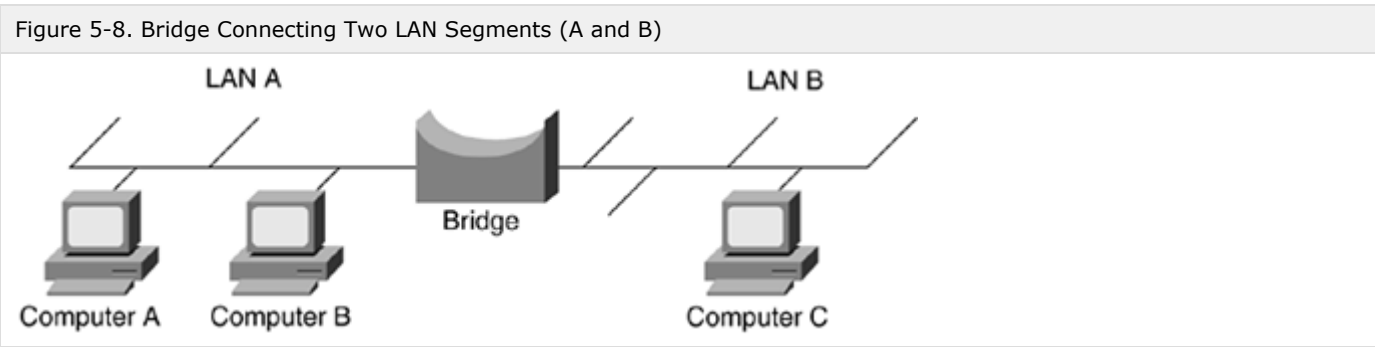 Figure 5-8. Bridge Connecting Two LAN Segments (A and B)
LAN A
LAN B
Bridge
Computer A
Computer B
Computer C